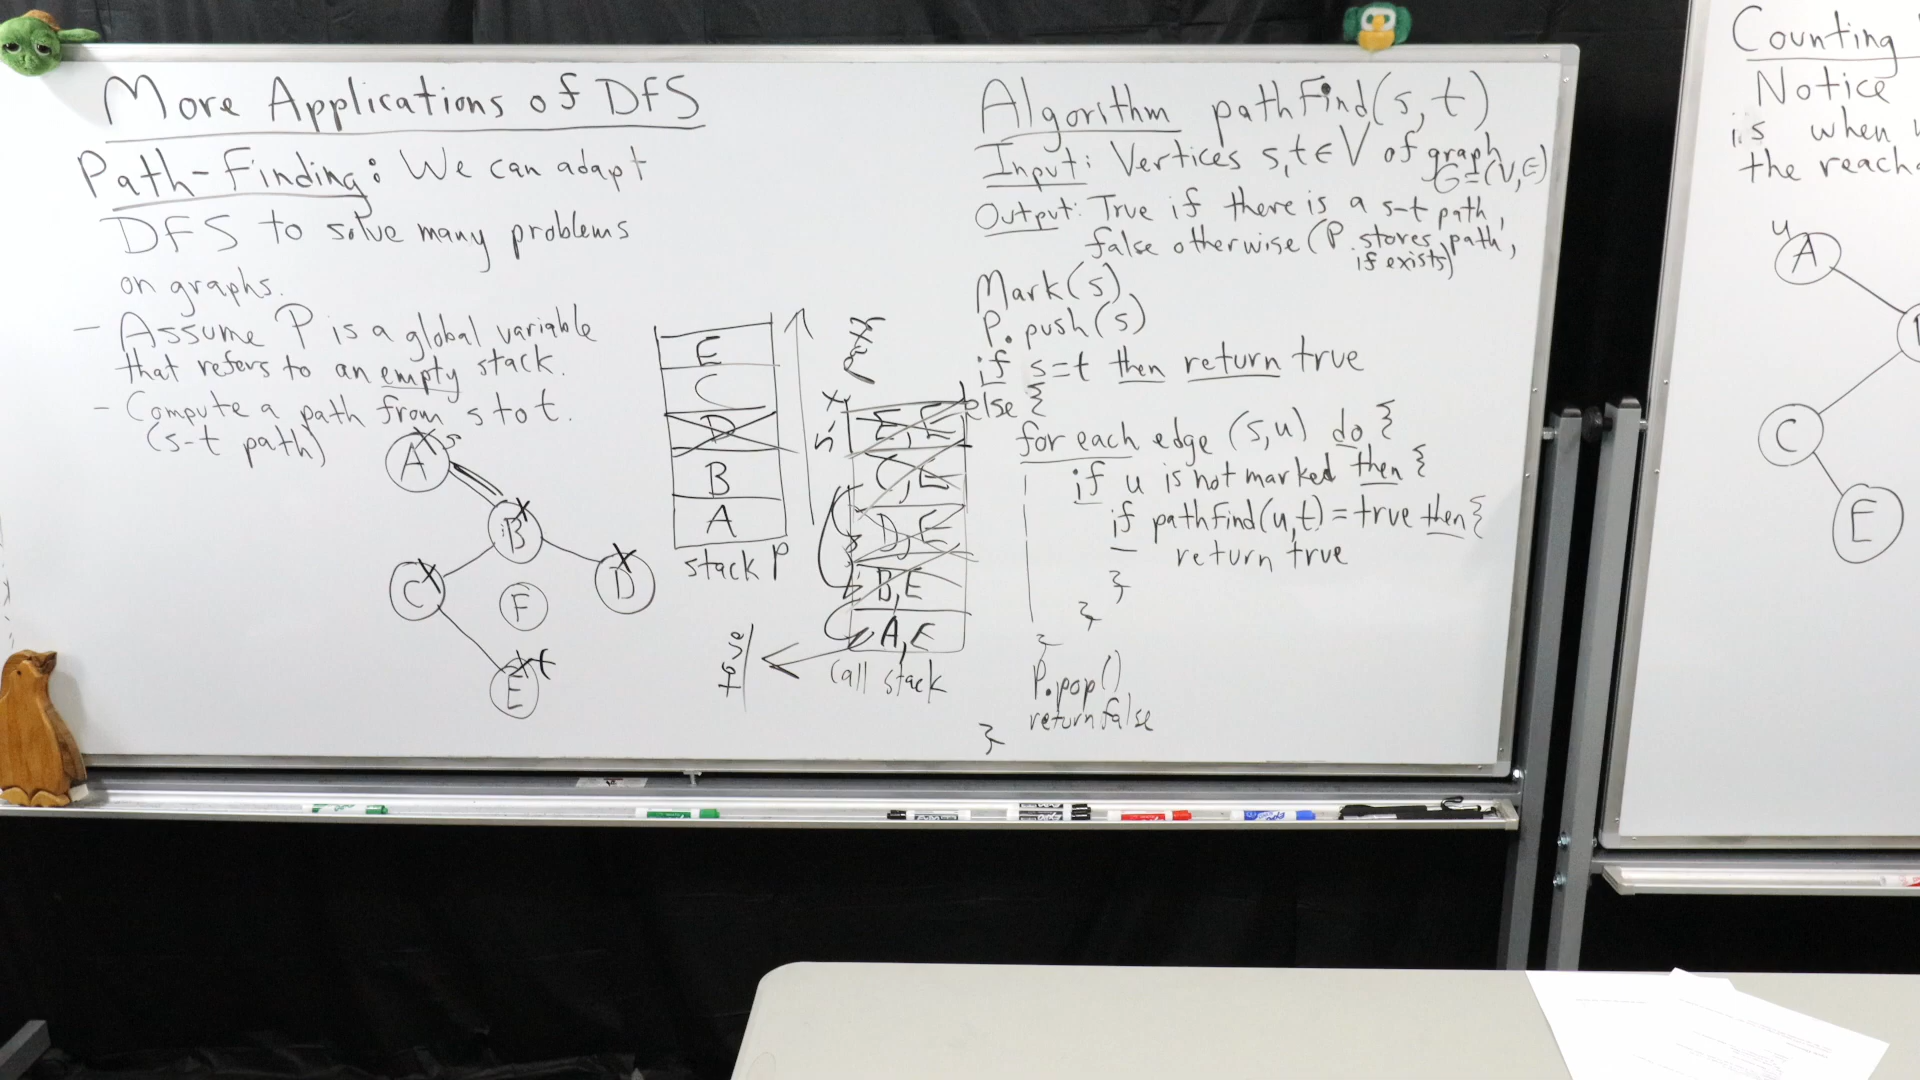 More Applications of DFS
Path-Finding: We can adapt
DFS to solve many problems
on graphs.
- Assume P is a global variable
that refers to an empty stack.
- Compute a path from s to t.
(s-t path)
A s
B
C
D
F
E t
E
C
D
B
A
stack P
s-t
path
E, E
C, E
D, E
B, E
A, E
call stack
Algorithm pathFind(s, t)
Input: Vertices s,t ∈ V of graph
G=(V,E)
Output: True if there is a s-t path,
false otherwise (P stores path,
if exists)
Mark(s)
P.push(s)
if s=t then return true
else {
for each edge (s,u) do {
if u is not marked then {
if pathfind(u,t) = true then {
return true
}
}
}
P.pop()
return false
}
Counting
Notice
is when
the reach
u
A
C
E